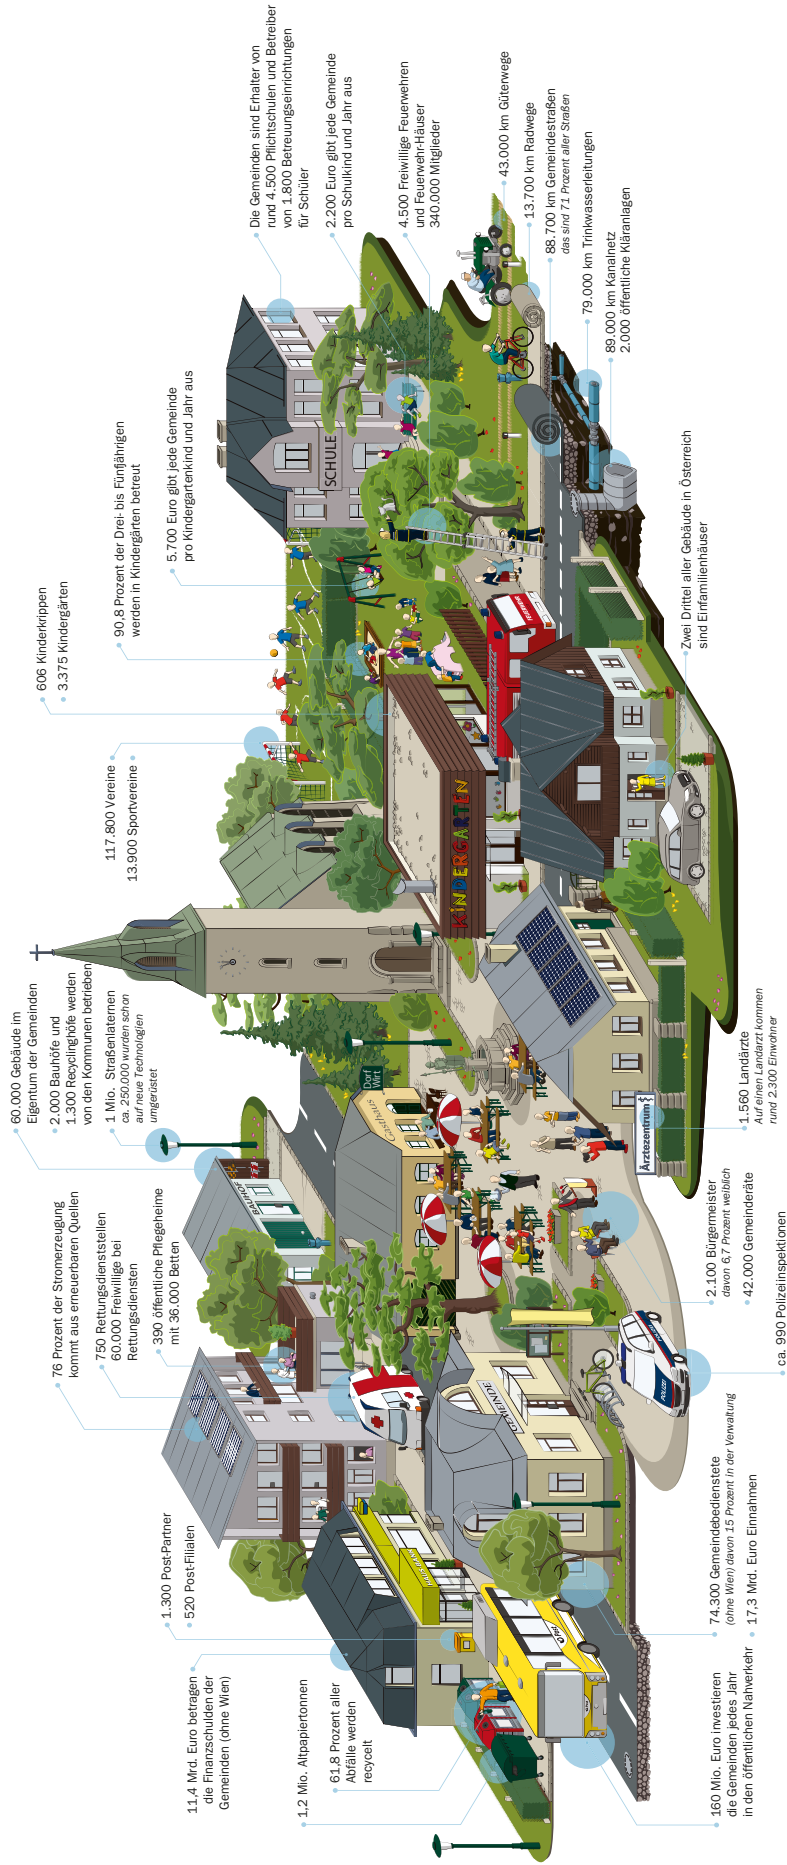 60.000 Gebäude im
Eigentum der Gemeinden
2.000 Bauhöfe und
1.300 Recyclinghöfe werden
von den Kommunen betrieben
1 Mio. Straßenlaternen
ca. 250.000 wurden schon
auf neue Technologien
umgerüstet
76 Prozent der Stromerzeugung
kommt aus erneuerbaren Quellen
750 Rettungsdienststellen
60.000 Freiwillige bei
Rettungsdiensten
390 öffentliche Pflegeheime
mit 36.000 Betten
1.300 Post-Partner
520 Post-Filialen
11,4 Mrd. Euro betragen
die Finanzschulden der
Gemeinden (ohne Wien)
1,2 Mio. Altpapiertonnen
61,8 Prozent aller
Abfälle werden
recycelt
117.800 Vereine
13.900 Sportvereine
606 Kinderkrippen
3.375 Kindergärten
90,8 Prozent der Drei- bis Fünfjährigen
werden in Kindergärten betreut
5.700 Euro gibt jede Gemeinde
pro Kindergartenkind und Jahr aus
Die Gemeinden sind Erhalter von
rund 4.500 Pflichtschulen und Betreiber
von 1.800 Betreuungseinrichtungen
für Schüler
2.200 Euro gibt jede Gemeinde
pro Schulkind und Jahr aus
4.500 Freiwillige Feuerwehren
und Feuerwehr-Häuser
340.000 Mitglieder
43.000 km Güterwege
13.700 km Radwege
88.700 km Gemeindestraßen
das sind 71 Prozent aller Straßen
79.000 km Trinkwasserleitungen
89.000 km Kanalnetz
2.000 öffentliche Kläranlagen
BAUHOF
Gasthaus
Dorf
Wirt
SCHULE
KINDERGARTEN
FEUERWEHR
GEMEINDE
Post
POLIZEI
Ärztezentrum
Zwei Drittel aller Gebäude in Österreich
sind Einfamilienhäuser
1.560 Landärzte
Auf einen Landarzt kommen
rund 2.300 Einwohner
2.100 Bürgermeister
davon 6,7 Prozent weiblich
42.000 Gemeinderäte
ca. 990 Polizeiinspektionen
74.300 Gemeindebedienstete
(ohne Wien) davon 15 Prozent in der Verwaltung
17,3 Mrd. Euro Einnahmen
160 Mio. Euro investieren
die Gemeinden jedes Jahr
in den öffentlichen Nahverkehr